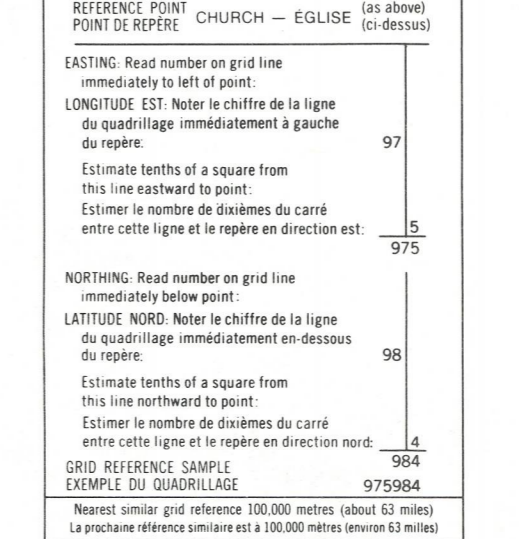 REFERENCE POINT CHURCH — ÉGLISE (as above)
POINT DE REPÈRE (ci-dessus)
EASTING: Read number on grid line
immediately to left of point:
LONGITUDE EST: Noter le chiffre de la ligne
du quadrillage immédiatement à gauche
du repère: 97
Estimate tenths of a square from
this line eastward to point:
Estimer le nombre de dixièmes du carré
entre cette ligne et le repère en direction est: 5
975
NORTHING: Read number on grid line
immediately below point:
LATITUDE NORD: Noter le chiffre de la ligne
du quadrillage immédiatement en-dessous
du repère: 98
Estimate tenths of a square from
this line northward to point:
Estimer le nombre de dixièmes du carré
entre cette ligne et le repère en direction nord: 4
984
GRID REFERENCE SAMPLE
EXEMPLE DU QUADRILLAGE 975984
Nearest similar grid reference 100,000 metres (about 63 miles)
La prochaine référence similaire est à 100,000 mètres (environ 63 milles)